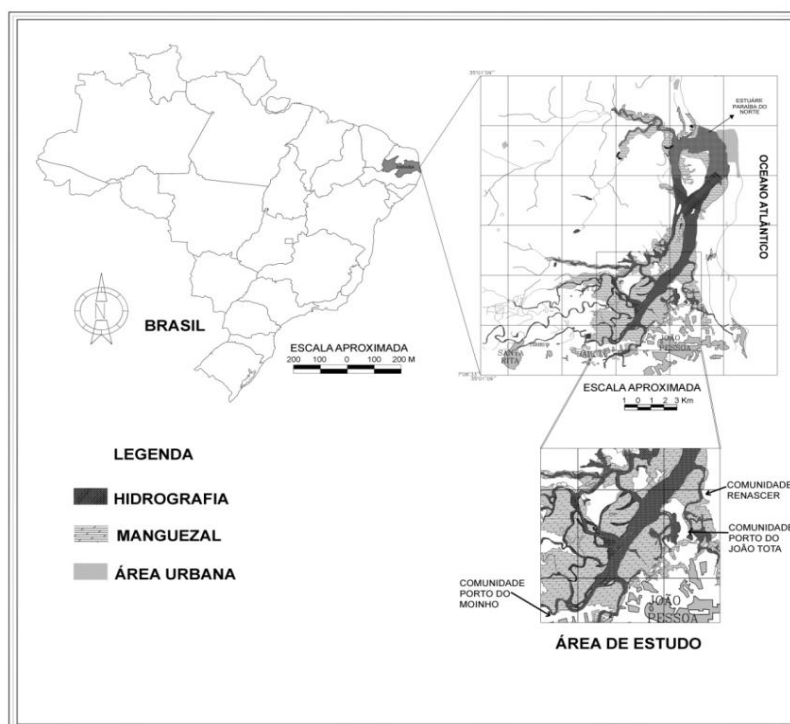 BRASIL
ESCALA APROXIMADA
200 100 0 100 200 M
PARAÍBA
ESTUÁRIO
PARAÍBA DO
NORTE
OCEANO ATLÂNTICO
SANTA
RITA
JOÃO
PESSOA
ESCALA APROXIMADA
1 0 1 2 3 Km
LEGENDA
HIDROGRAFIA
MANGUEZAL
ÁREA URBANA
COMUNIDADE
RENASCER
COMUNIDADE
PORTO DO
JOÃO TOTA
COMUNIDADE
PORTO DO
MOINHO
JOÃO
PESSOA
ÁREA DE ESTUDO